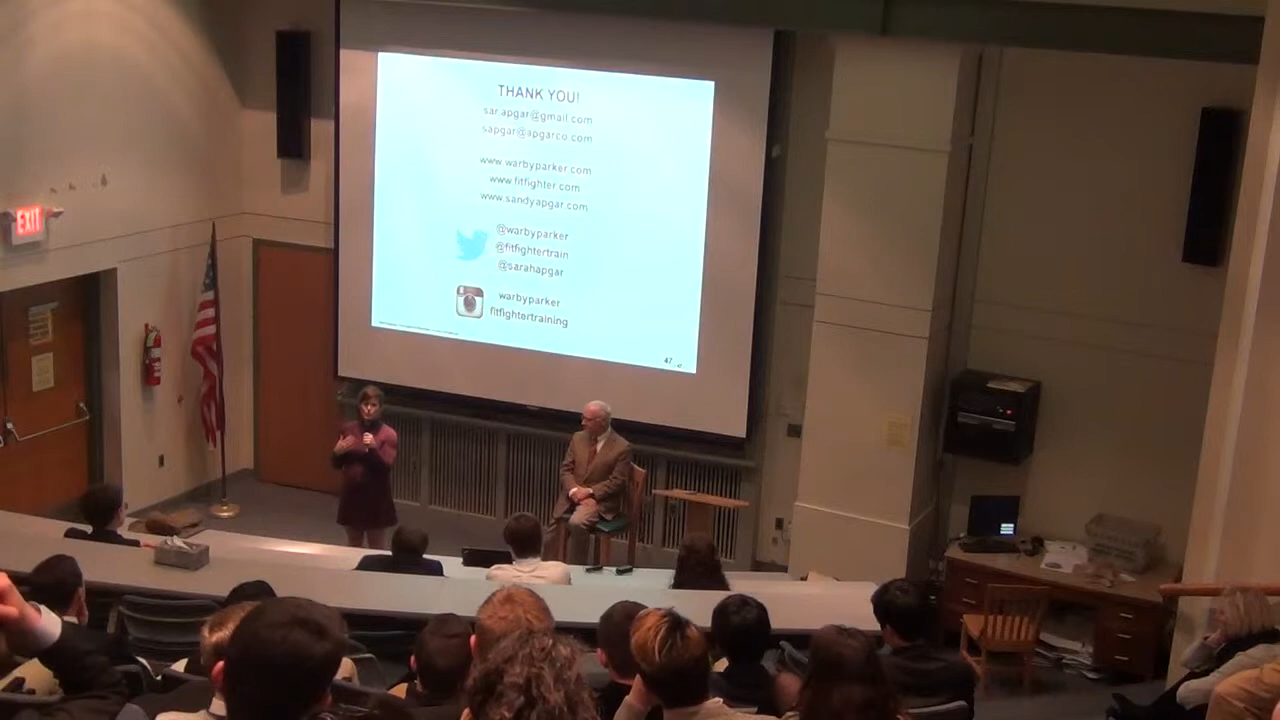 THANK YOU!
sar.apgar@gmail.com
sapgar@apgarco.com
www.warbyparker.com
www.fitfighter.com
www.sandyapgar.com
@warbyparker
@fitfightertrain
@sarahapgar
warbyparker
fitfightertraining
47
EXIT